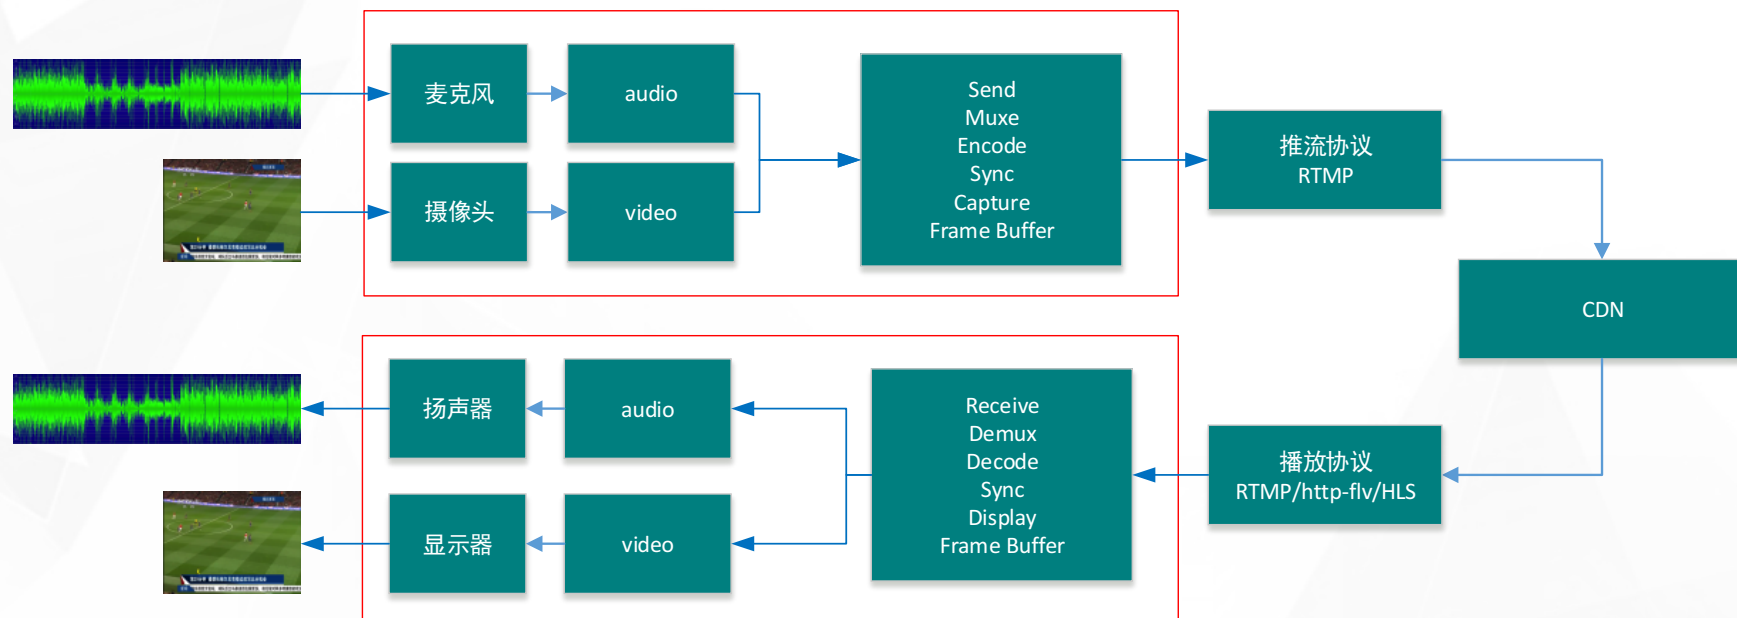 麦克风
audio
摄像头
video
Send
Muxe
Encode
Sync
Capture
Frame Buffer
推流协议
RTMP
CDN
扬声器
audio
显示器
video
Receive
Demux
Decode
Sync
Display
Frame Buffer
播放协议
RTMP/http-flv/HLS